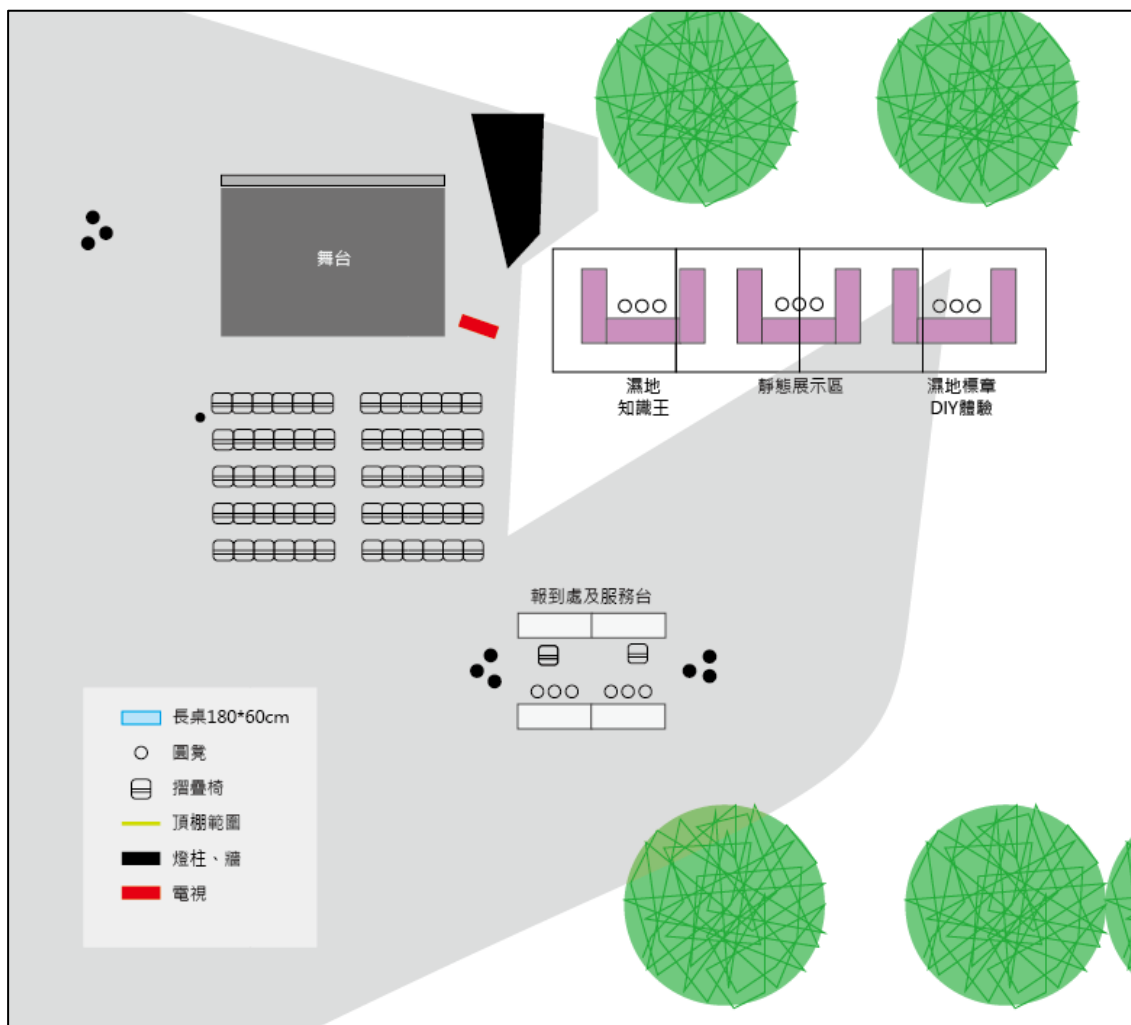 舞台
濕地
知識王
靜態展示區
濕地標章
DIY體驗
報到處及服務台
長桌180*60cm
圓凳
摺疊椅
頂棚範圍
燈柱、牆
電視